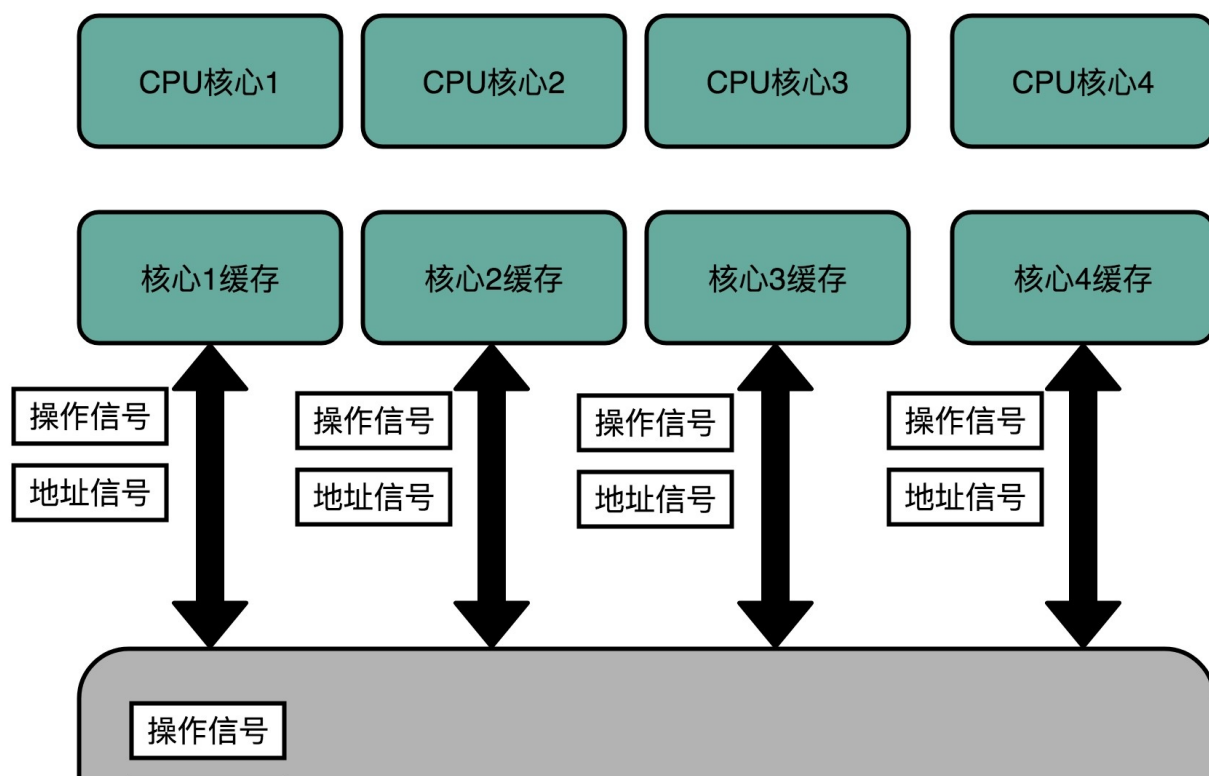 CPU核心1
CPU核心2
CPU核心3
CPU核心4
核心1缓存
核心2缓存
核心3缓存
核心4缓存
操作信号
操作信号
操作信号
操作信号
地址信号
地址信号
地址信号
地址信号
操作信号